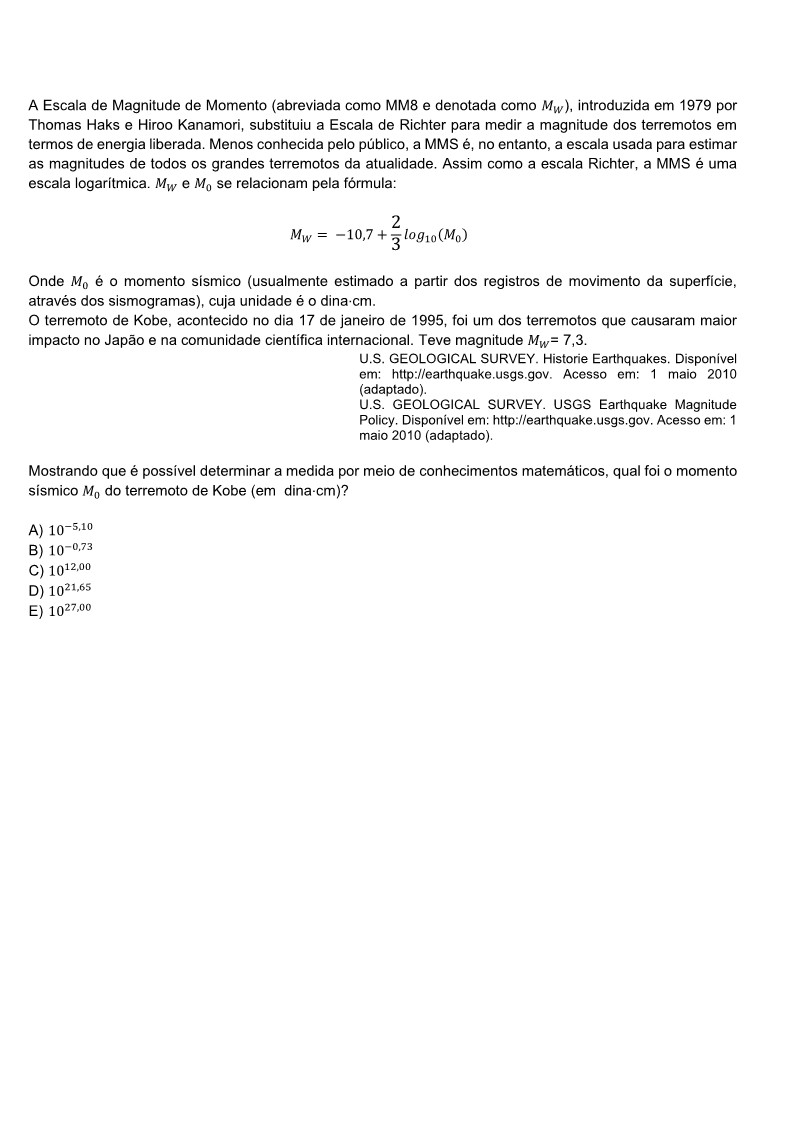 A Escala de Magnitude de Momento (abreviada como MM8 e denotada como 𝑀𝑊), introduzida em 1979 por
Thomas Haks e Hiroo Kanamori, substituiu a Escala de Richter para medir a magnitude dos terremotos em
termos de energia liberada. Menos conhecida pelo público, a MMS é, no entanto, a escala usada para estimar
as magnitudes de todos os grandes terremotos da atualidade. Assim como a escala Richter, a MMS é uma
escala logarítmica. M_W e M_0 se relacionam pela fórmula:
M_W = −10,7 + 2/3 log_10(M_0)
Onde M_0 é o momento sísmico (usualmente estimado a partir dos registros de movimento da superfície,
através dos sismogramas), cuja unidade é o dina·cm.
O terremoto de Kobe, acontecido no dia 17 de janeiro de 1995, foi um dos terremotos que causaram maior
impacto no Japão e na comunidade científica internacional. Teve magnitude M_W= 7,3.
U.S. GEOLOGICAL SURVEY. Historie Earthquakes. Disponível
em: http://earthquake.usgs.gov. Acesso em: 1 maio 2010
(adaptado).
U.S. GEOLOGICAL SURVEY. USGS Earthquake Magnitude
Policy. Disponível em: http://earthquake.usgs.gov. Acesso em: 1
maio 2010 (adaptado).
Mostrando que é possível determinar a medida por meio de conhecimentos matemáticos, qual foi o momento
sísmico M_0 do terremoto de Kobe (em dina·cm)?
A) 10^−5,10
B) 10^−0,73
C) 10^12,00
D) 10^21,65
E) 10^27,00